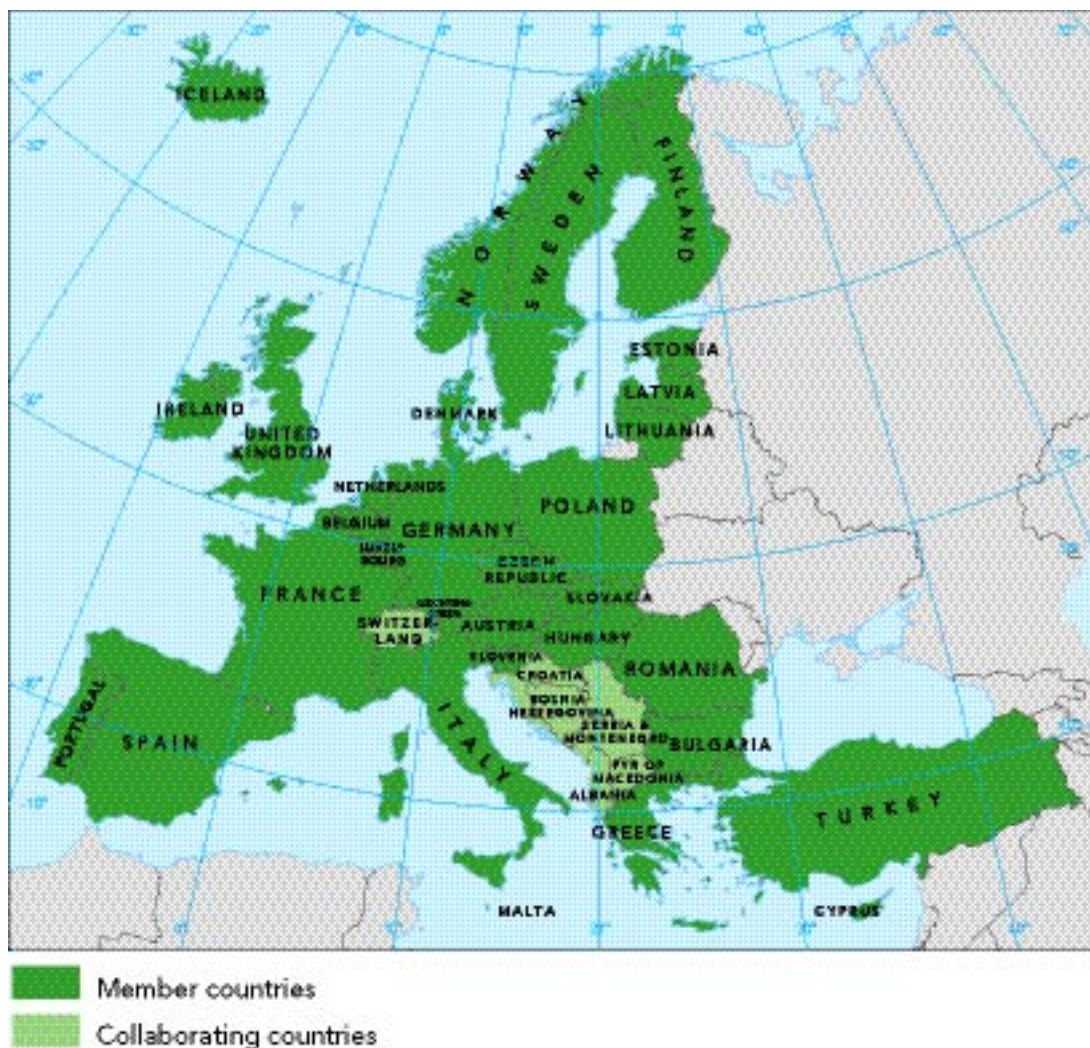 ICELAND
NORWAY
SWEDEN
FINLAND
ESTONIA
LATVIA
LITHUANIA
DENMARK
IRELAND
UNITED
KINGDOM
NETHERLANDS
BELGIUM
GERMANY
POLAND
LUXEM-
BOURG
CZECH
REPUBLIC
SLOVAKIA
FRANCE
SWITZER-
LAND
AUSTRIA
HUNGARY
SLOVENIA
CROATIA
ROMANIA
BOSNIA-
HERZEGOVINA
SERBIA &
MONTENEGRO
BULGARIA
PORTUGAL
SPAIN
ITALY
FYR OF
MACEDONIA
ALBANIA
GREECE
TURKEY
MALTA
CYPRUS
Member countries
Collaborating countries